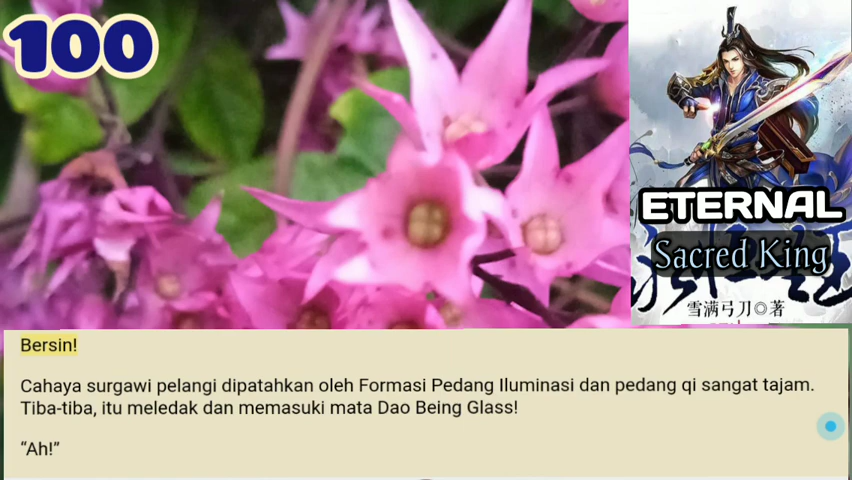 100
ETERNAL
Sacred King
雪满弓刀◎著
Bersin!
Cahaya surgawi pelangi dipatahkan oleh Formasi Pedang Iluminasi dan pedang qi sangat tajam.
Tiba-tiba, itu meledak dan memasuki mata Dao Being Glass!
“Ah!”